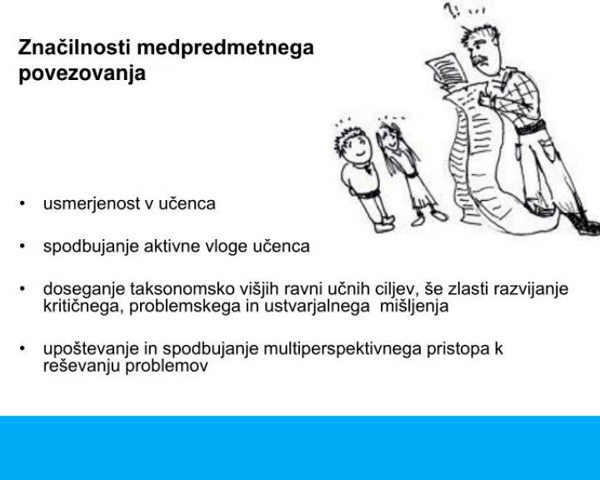 Značilnosti medpredmetnega
povezovanja
• usmerjenost v učenca
• spodbujanje aktivne vloge učenca
• doseganje taksonomsko višjih ravni učnih ciljev, še zlasti razvijanje
kritičnega, problemskega in ustvarjalnega mišljenja
• upoštevanje in spodbujanje multiperspektivnega pristopa k
reševanju problemov
?!